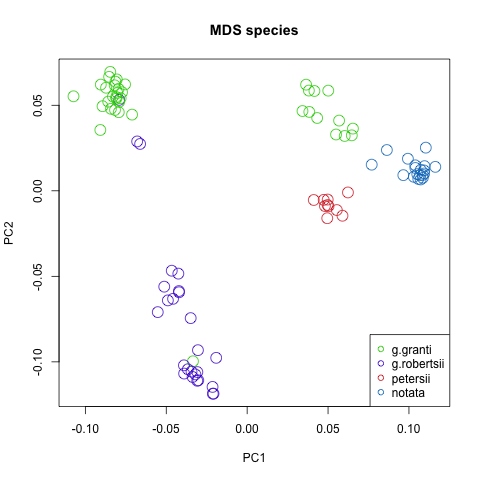 MDS species
PC2
0.05
0.00
-0.05
-0.10
-0.10
-0.05
0.00
0.05
0.10
PC1
g.granti
g.robertsii
petersii
notata